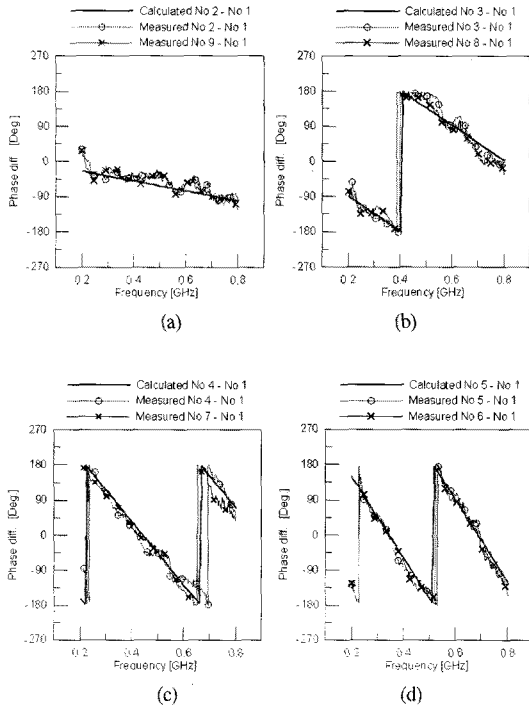 Calculated No 2 - No 1
Measured No 2 - No 1
Measured No 9 - No 1
270
180
90
0
-90
-180
-270
Phase diff. [Deg.]
0 2 0 4 0 6 0 8
Frequency [GHz]
(a)
Calculated No 3 - No 1
Measured No 3 - No 1
Measured No 8 - No 1
270
180
90
0
-90
-180
-270
Phase diff. [Deg.]
0 2 0 4 0 6 0 8
Frequency [GHz]
(b)
Calculated No 4 - No 1
Measured No 4 - No 1
Measured No 7 - No 1
270
180
90
0
-90
-180
-270
Phase diff. [Deg.]
0 2 0 4 0 6 0 8
Frequency [GHz]
(c)
Calculated No 5 - No 1
Measured No 5 - No 1
Measured No 6 - No 1
270
180
90
0
-90
-180
-270
Phase diff. [Deg.]
0 2 0 4 0 6 0 8
Frequency [GHz]
(d)